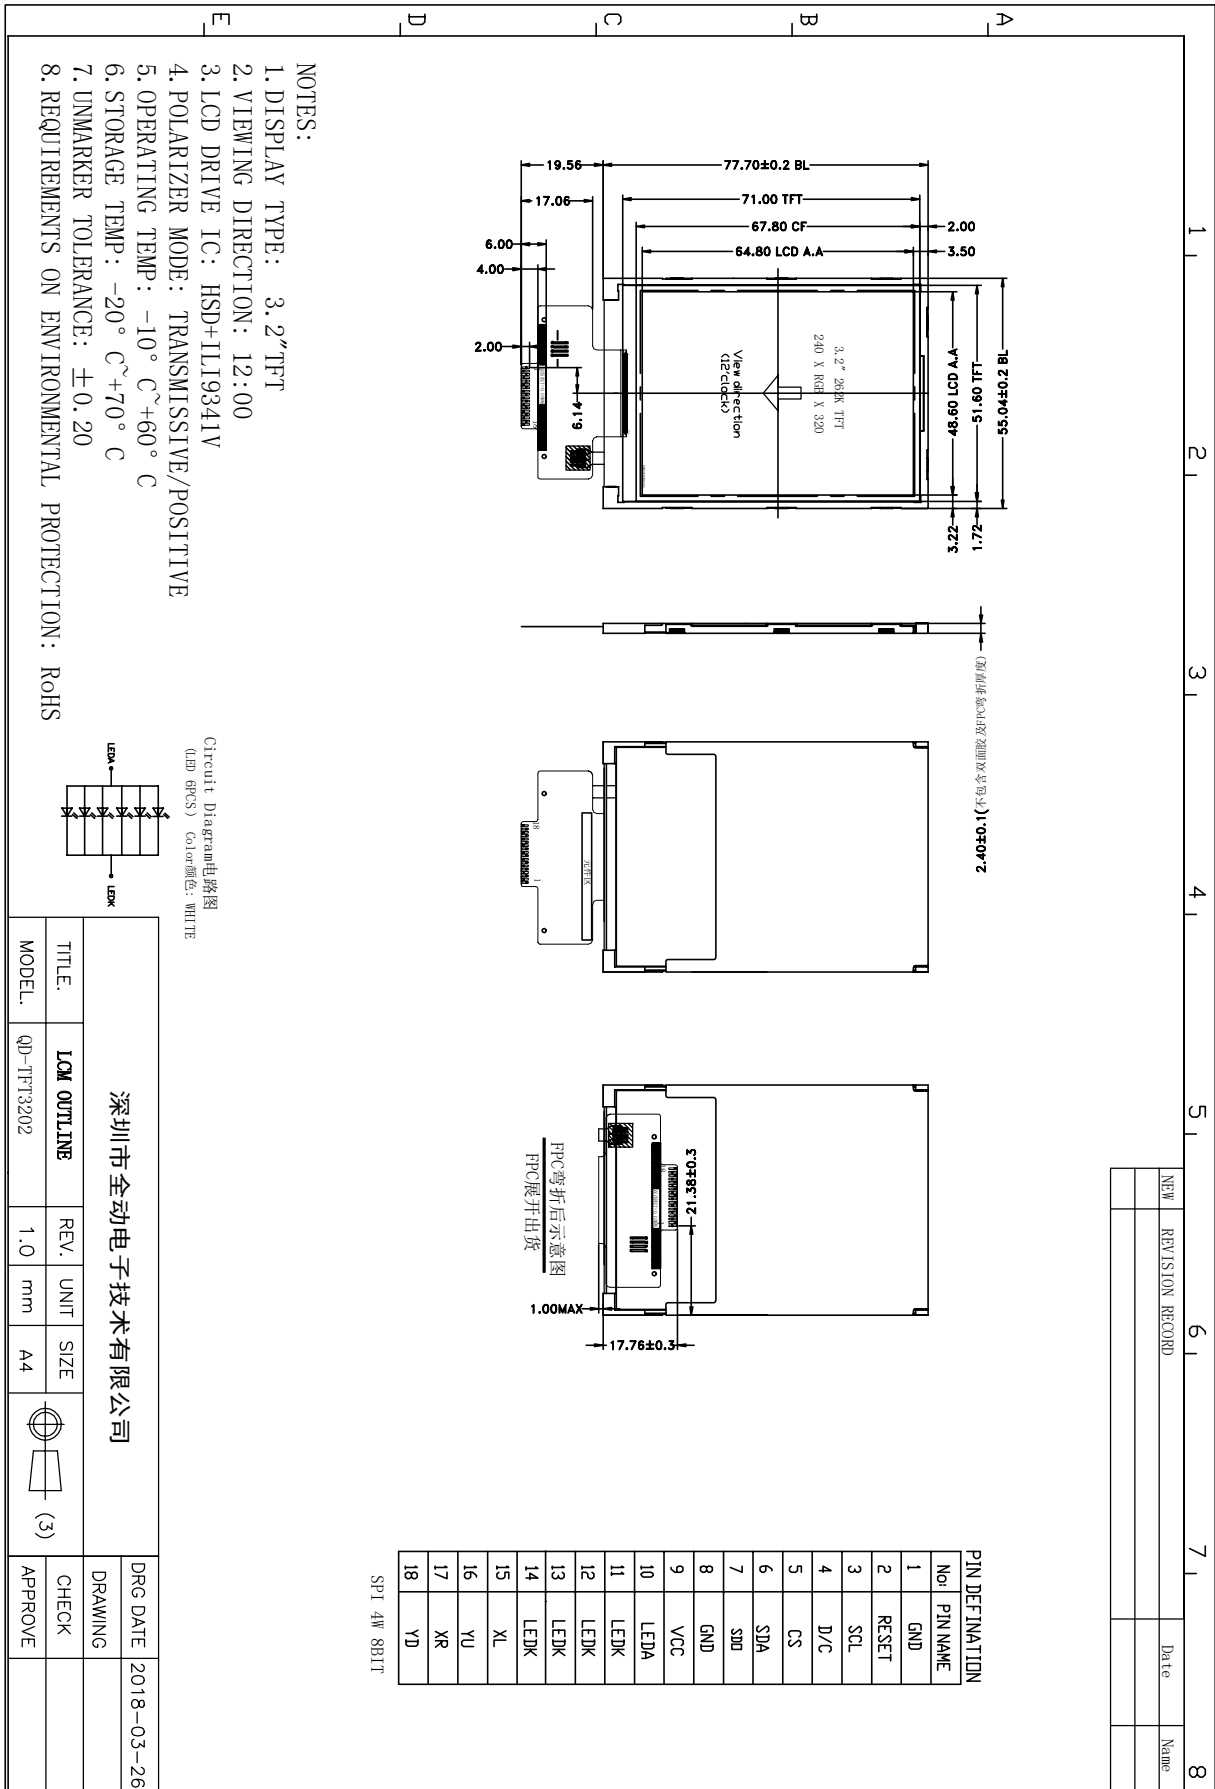 1 2 3 4 5 6 7 8
A
B
C
D
E
NEW REVISION RECORD Date Name
19.56
77.70±0.2 BL
17.06
71.00 TFT
6.00
67.80 CF
2.00
4.00
64.80 LCD A.A
3.50
2.00
6.14
3.2" 262K TFT
240 X RGB X 320
View direction
(12'clock)
48.60 LCD A.A
51.60 TFT
55.04±0.2 BL
3.22
1.72
2.40±0.1
18
1
元件区
21.38±0.3
FPC弯折后示意图
FPC展开出货
1.00MAX
17.76±0.3
PIN DEFINATION
No: PIN NAME
1 GND
2 RESET
3 SCL
4 D/C
5 CS
6 SDA
7 SDO
8 GND
9 VCC
10 LEDA
11 LEDK
12 LEDK
13 LEDK
14 LEDK
15 XL
16 YU
17 XR
18 YD
SPI 4W 8BIT
NOTES:
1. DISPLAY TYPE: 3.2"TFT
2. VIEWING DIRECTION: 12:00
3. LCD DRIVE IC: HSD+ILI9341V
4. POLARIZER MODE: TRANSMISSIVE/POSITIVE
5. OPERATING TEMP: -10° C~+60° C
6. STORAGE TEMP: -20° C~+70° C
7. UNMARKER TOLERANCE: ±0.20
8. REQUIREMENTS ON ENVIRONMENTAL PROTECTION: RoHS
Circuit Diagram电路图
(LED 6PCS) Color颜色: WHITE
LEDA
LEDK
深圳市全动电子技术有限公司
TITLE. LCM OUTLINE REV. UNIT SIZE
MODEL. QD-TFT3202 1.0 mm A4
(3)
DRG DATE 2018-03-26
DRAWING
CHECK
APPROVE